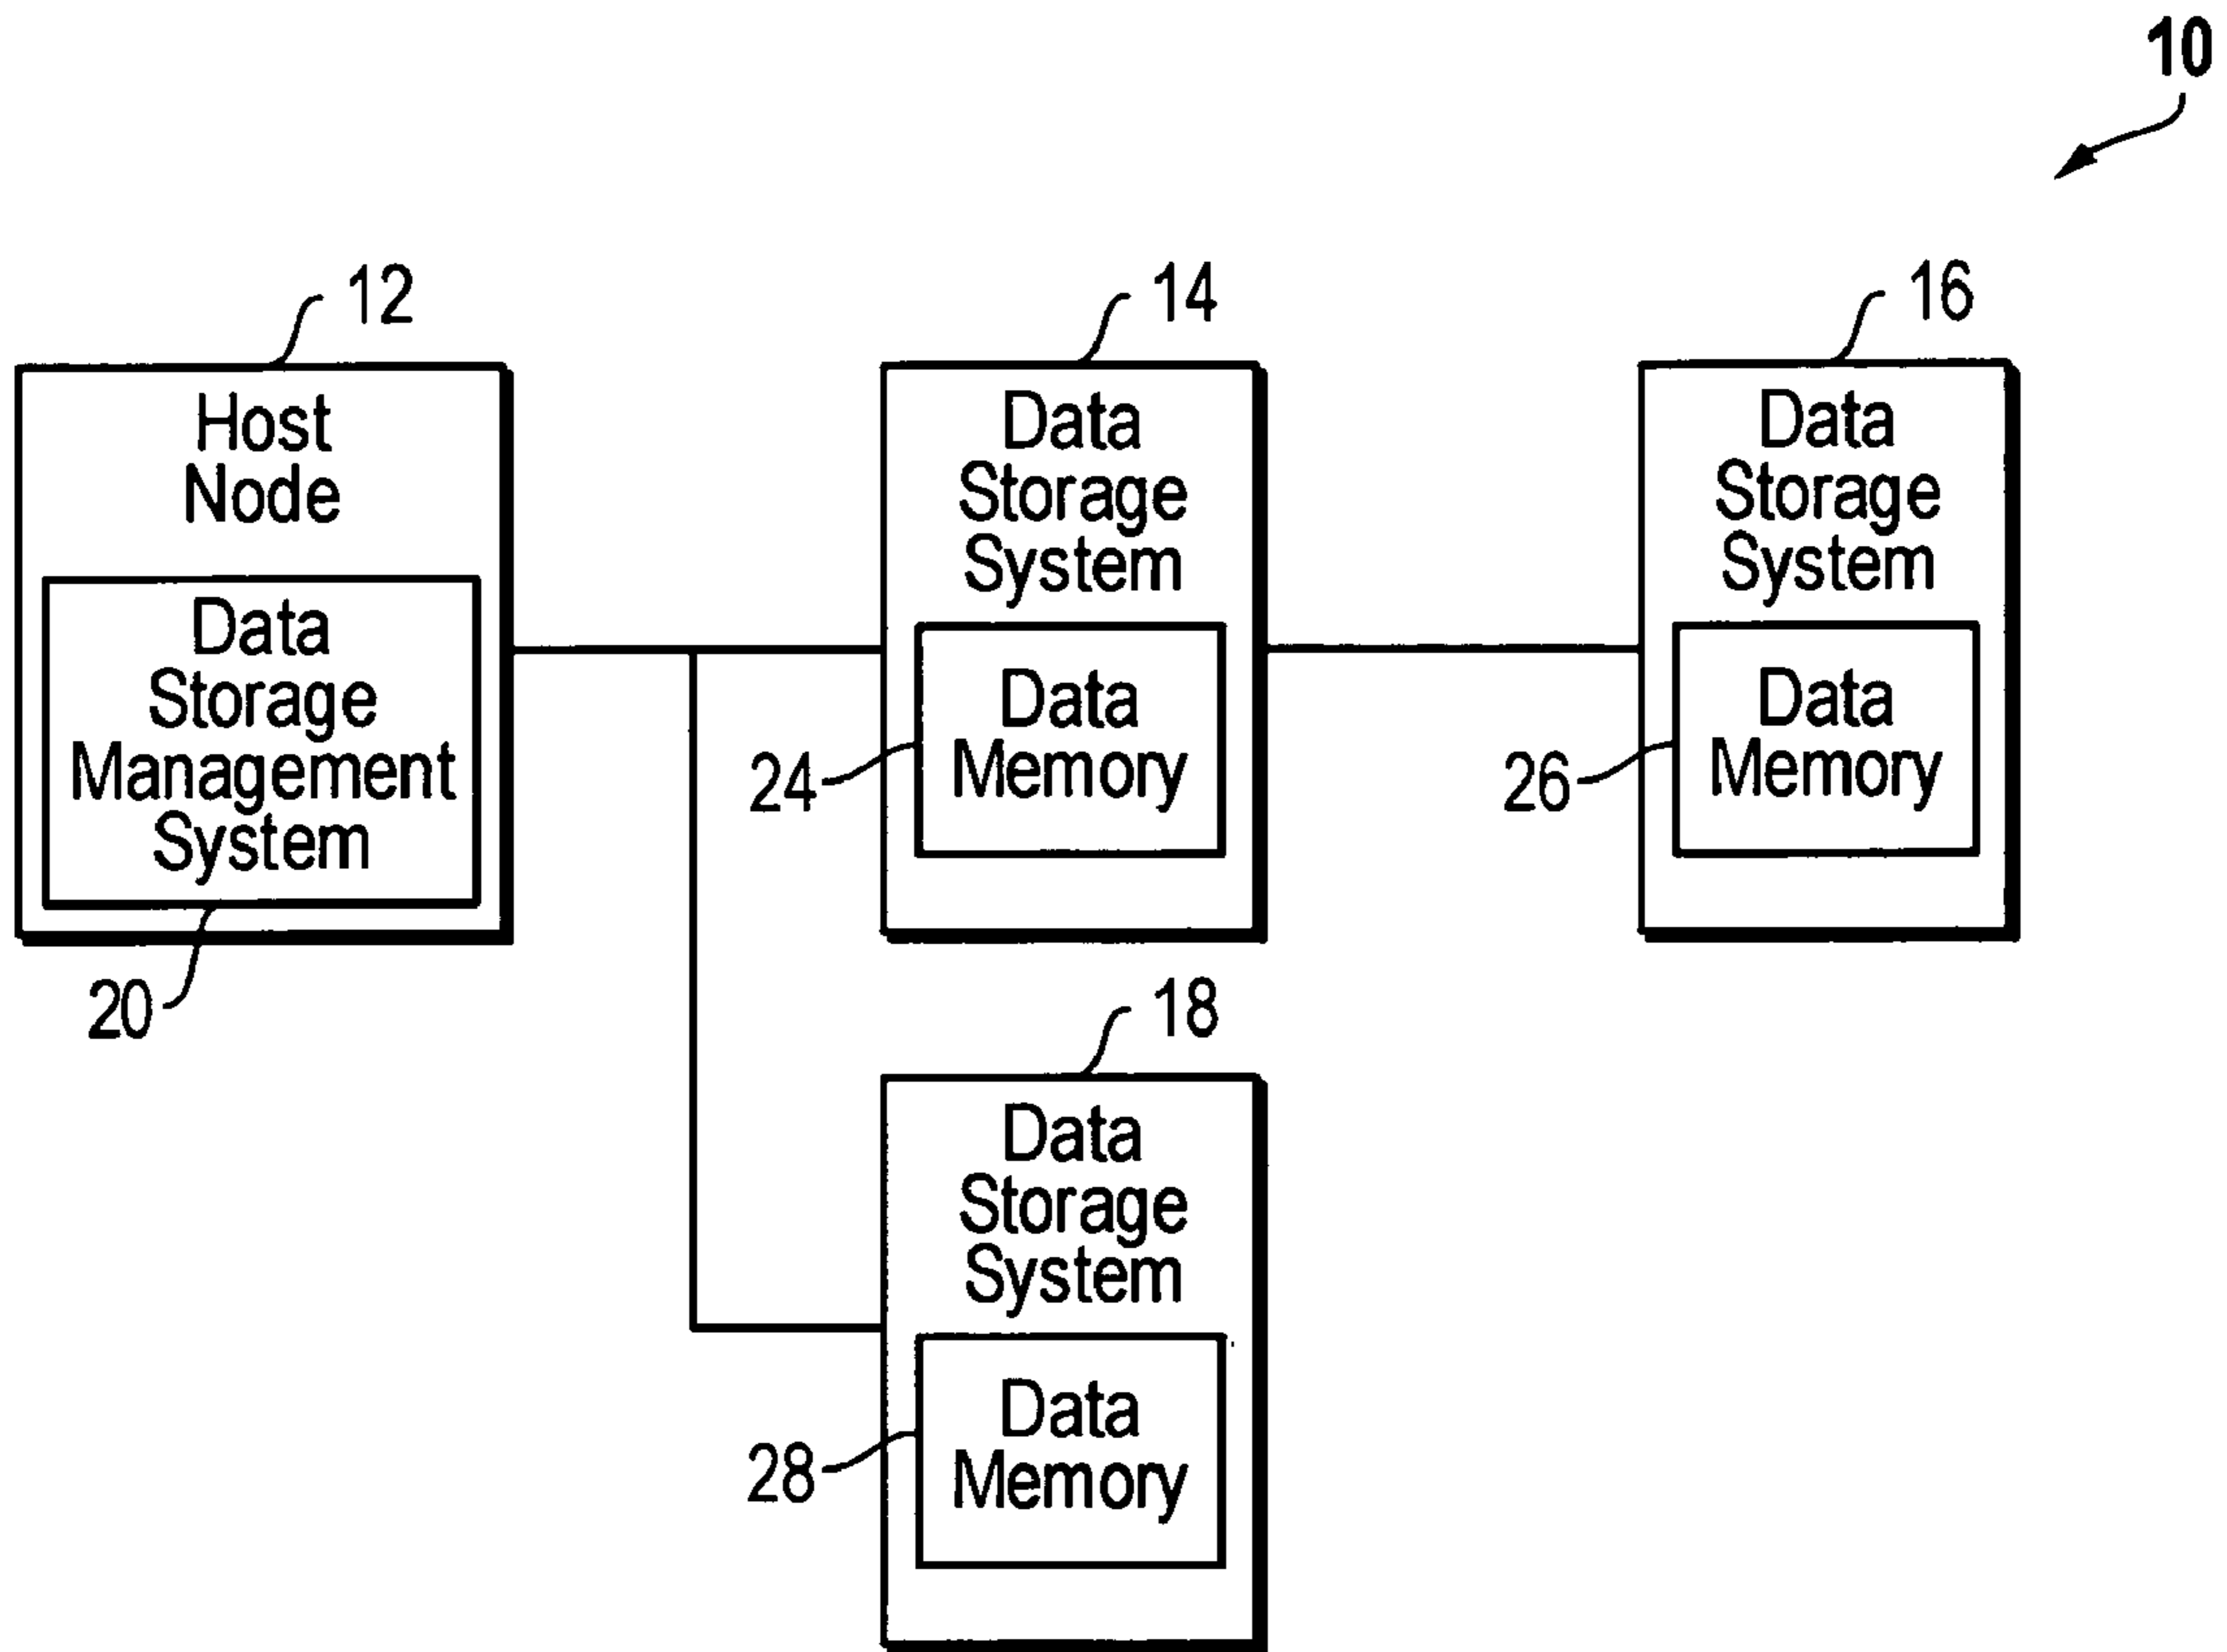 10
12
Host
Node
Data
Storage
Management
System
20
14
Data
Storage
System
Data
Memory
24
16
Data
Storage
System
Data
Memory
26
18
Data
Storage
System
Data
Memory
28